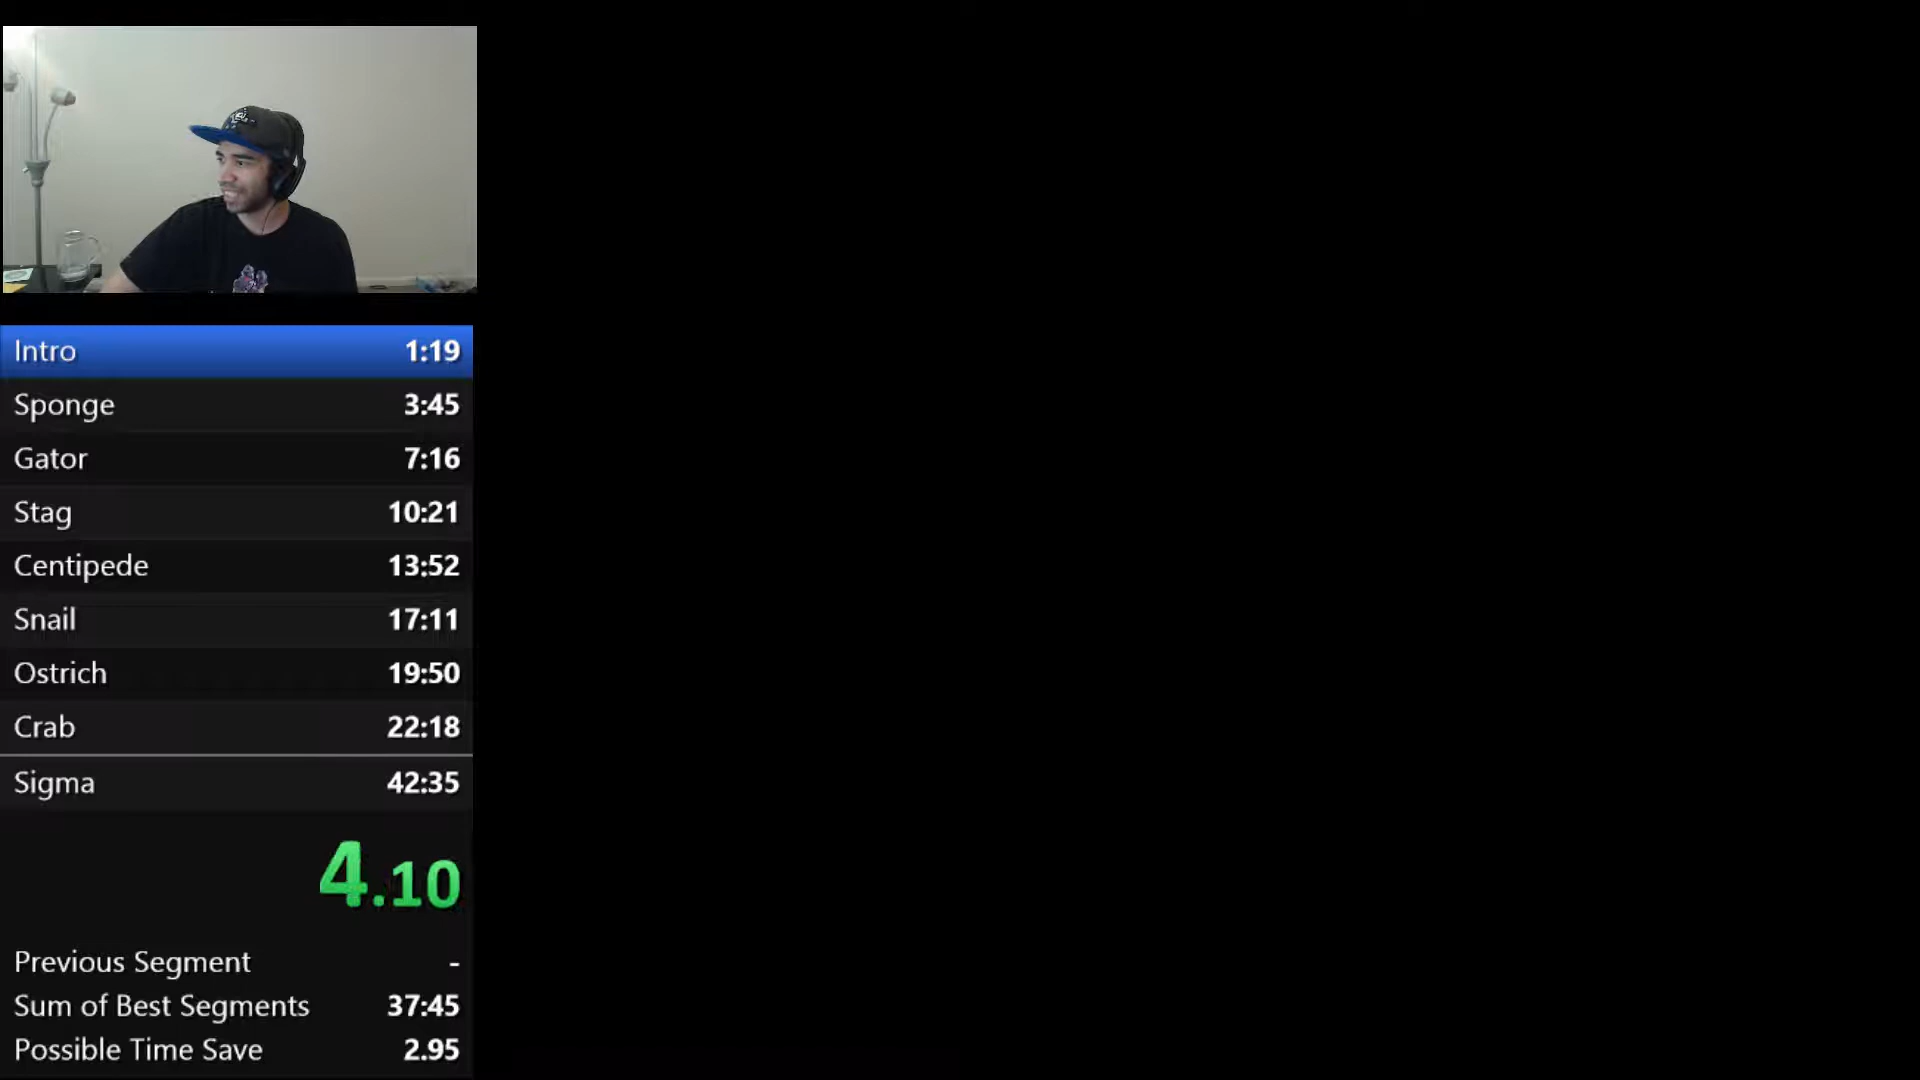 Intro 1:19
Sponge 3:45
Gator 7:16
Stag 10:21
Centipede 13:52
Snail 17:11
Ostrich 19:50
Crab 22:18
Sigma 42:35
4.10
Previous Segment -
Sum of Best Segments 37:45
Possible Time Save 2.95